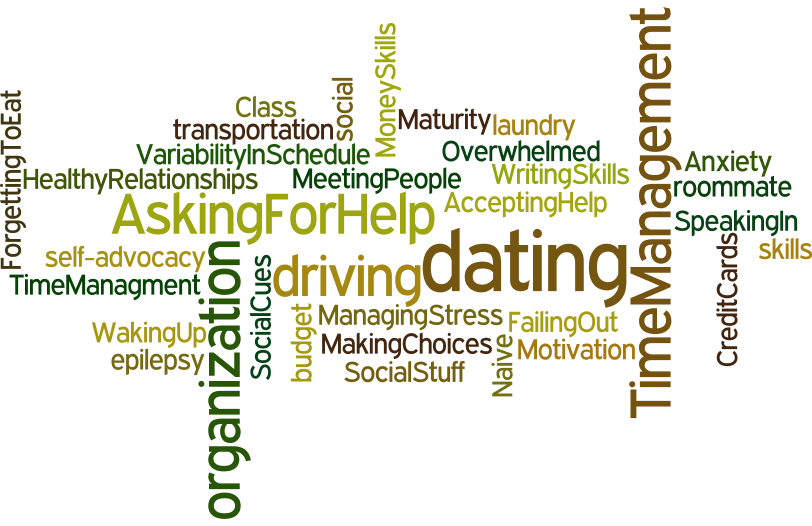 ForgettingToEat
Class
transportation
social
MoneySkills
Maturity
laundry
TimeManagement
VariabilityInSchedule
Overwhelmed
Anxiety
HealthyRelationships
MeetingPeople
WritingSkills
roommate
AskingForHelp
AcceptingHelp
SpeakingIn
self-advocacy
organization
SocialCues
driving
dating
CreditCards
skills
TimeManagment
budget
ManagingStress
FailingOut
WakingUp
MakingChoices
Naive
Motivation
epilepsy
SocialStuff